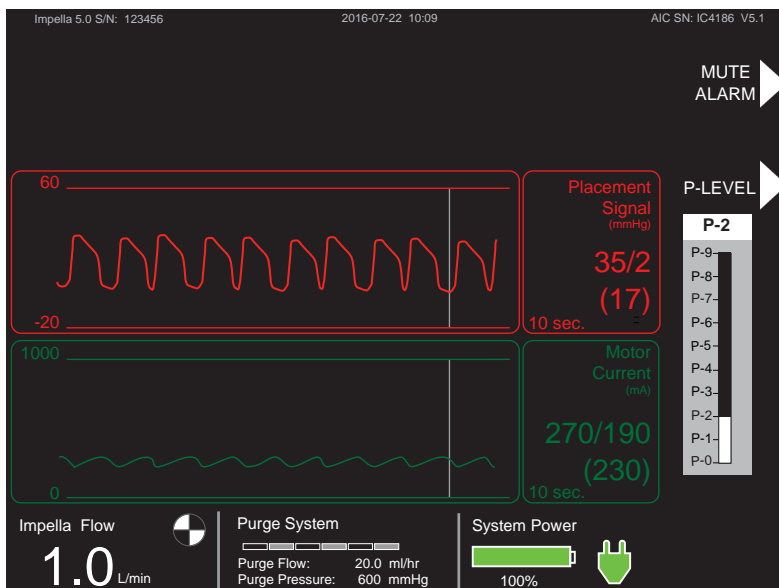 Impella 5.0 S/N: 123456
2016-07-22 10:09
AIC SN: IC4186 V5.1
MUTE
ALARM
60
-20
Placement
Signal
(mmHg)
35/2
(17)
10 sec.
P-LEVEL
P-2
P-9
P-8
P-7
P-6
P-5
P-4
P-3
P-2
P-1
P-0
1000
0
Motor
Current
(mA)
270/190
(230)
10 sec.
Impella Flow
1.0 L/min
Purge System
Purge Flow: 20.0 ml/hr
Purge Pressure: 600 mmHg
System Power
100%